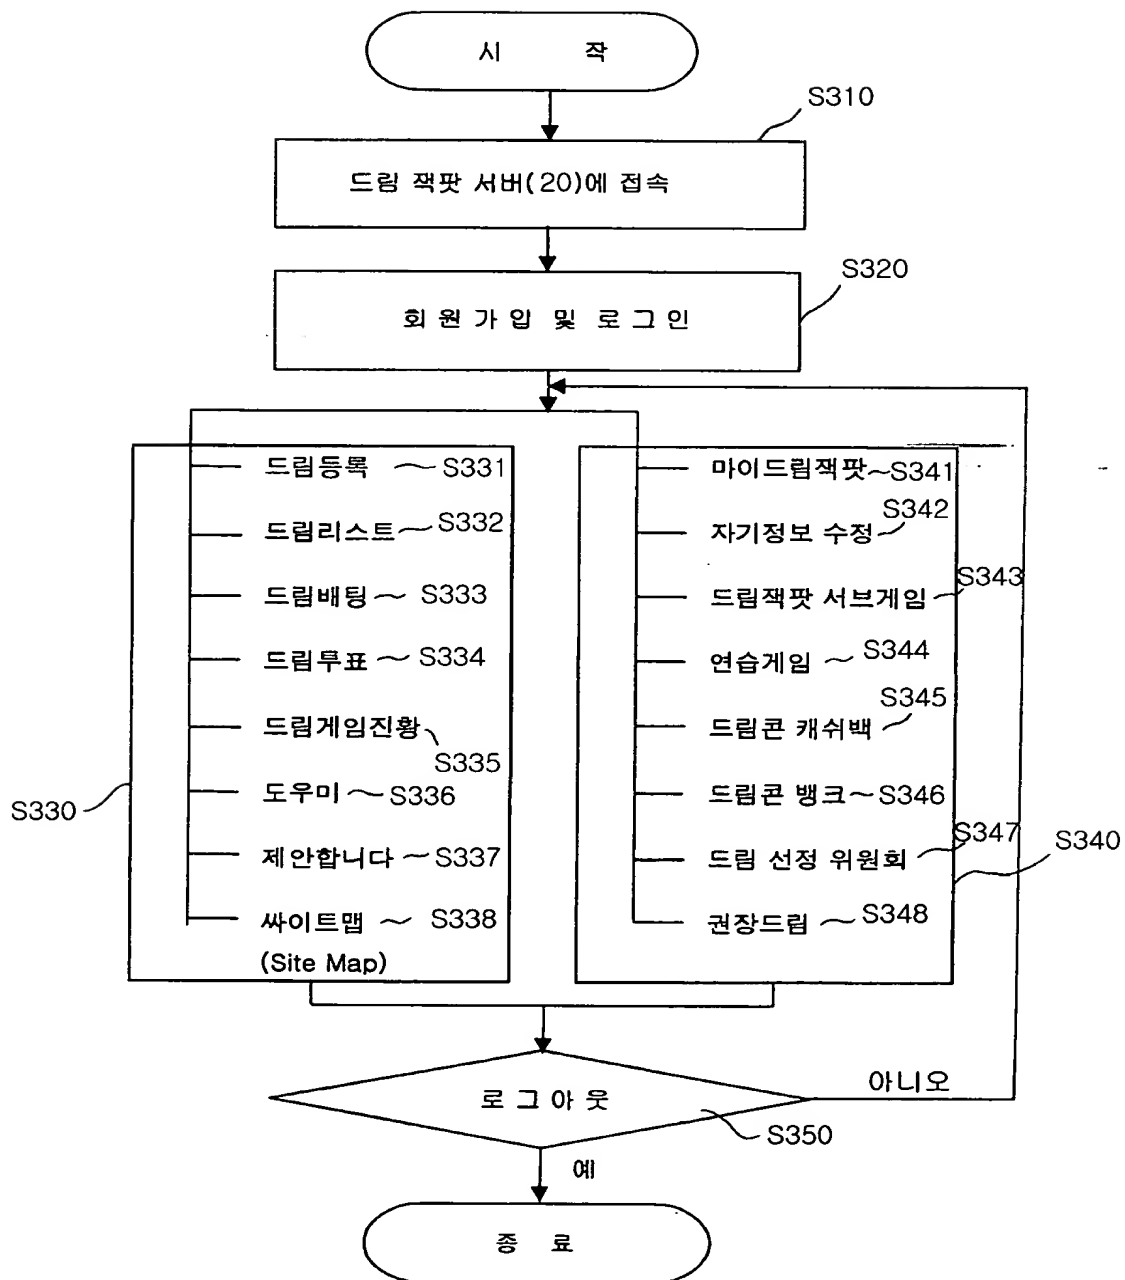 시 작
S310
드림 잭팟 서버(20)에 접속
S320
회 원 가 입 및 로 그 인
드림등록 S331
드림리스트 S332
드림배팅 S333
드림투표 S334
드림게임진황
S335
도우미 S336
제안합니다 S337
싸이트맵 S338
(Site Map)
S330
마이드림잭팟 S341
S342
자기정보 수정
S343
드림잭팟 서브게임
연습게임 S344
S345
드림콘 캐쉬백
드림콘 뱅크 S346
S347
드림 선정 위원회
S340
권장드림 S348
로 그 아 웃
아니오
S350
예
종 료